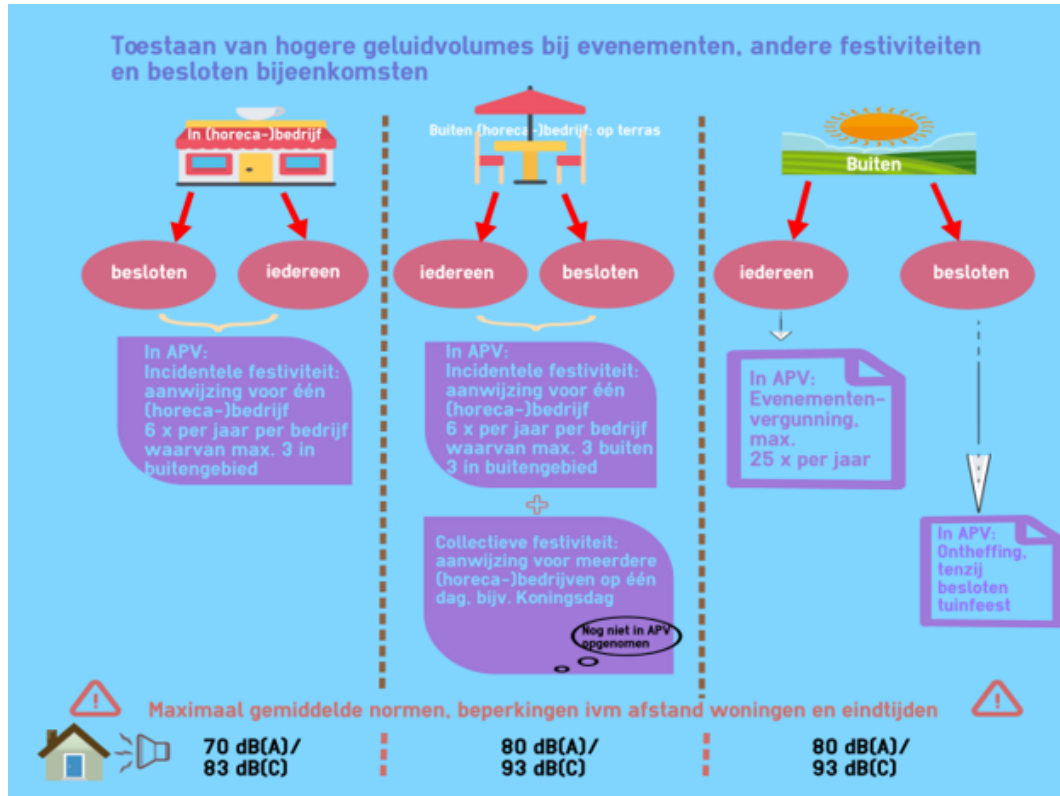 Toestaan van hogere geluidvolumes bij evenementen, andere festiviteiten
en besloten bijeenkomsten
In (horeca-)bedrijf
besloten
iedereen
In APV:
Incidentele festiviteit:
aanwijzing voor één
(horeca-)bedrijf
6 x per jaar per bedrijf
waarvan max. 3 in
buitengebied
Buiten (horeca-)bedrijf: op terras
iedereen
besloten
In APV:
Incidentele festiviteit:
aanwijzing voor één
(horeca-)bedrijf
6 x per jaar per bedrijf
waarvan max. 3 buiten
3 in buitengebied
Collectieve festiviteit:
aanwijzing voor meerdere
(horeca-)bedrijven op één
dag, bijv. Koningsdag
Nog niet in APV
opgenomen
Buiten
iedereen
besloten
In APV:
Evenementen-
vergunning,
max.
25 x per jaar
In APV:
Ontheffing,
tenzij
besloten
tuinfeest
Maximaal gemiddelde normen, beperkingen ivm afstand woningen en eindtijden
70 dB(A)/
83 dB(C)
80 dB(A)/
93 dB(C)
80 dB(A)/
93 dB(C)